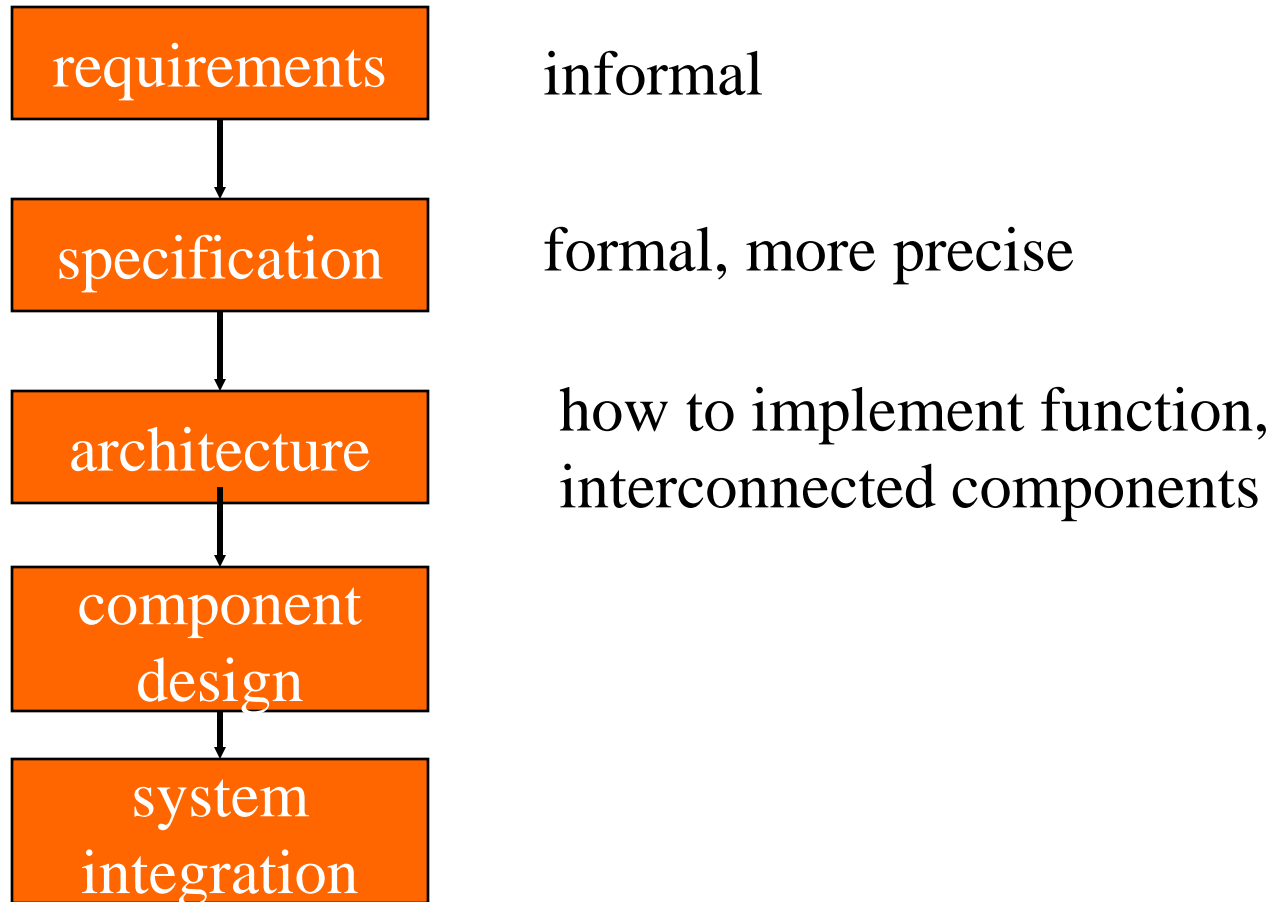 requirements
informal
specification
formal, more precise
architecture
how to implement function,
interconnected components
component
design
system
integration